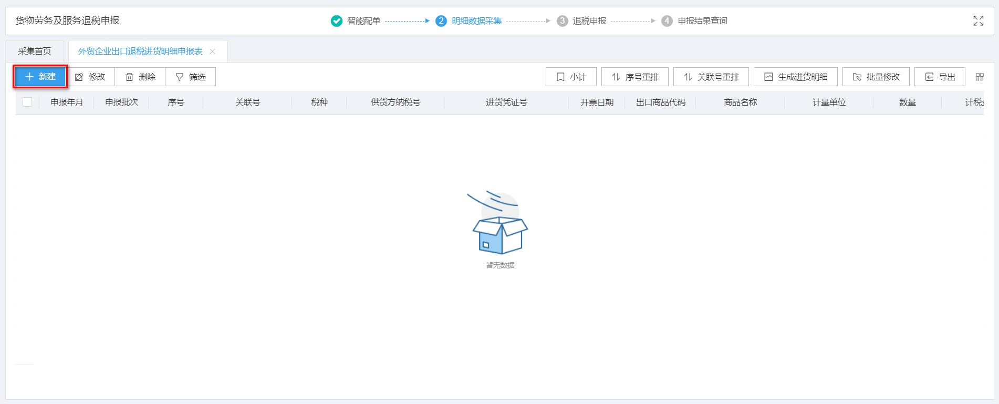 货物劳务及服务退税申报
智能配单 2 明细数据采集 3 退税申报 4 申报结果查询
采集首页 外贸企业出口退税进货明细申报表
新建 修改 删除 筛选 小计 序号重排 关联号重排 生成进货明细 批量修改 导出
申报年月 申报批次 序号 关联号 税种 供货方纳税号 进货凭证号 开票日期 出口商品代码 商品名称 计量单位 数量 计税
暂无数据